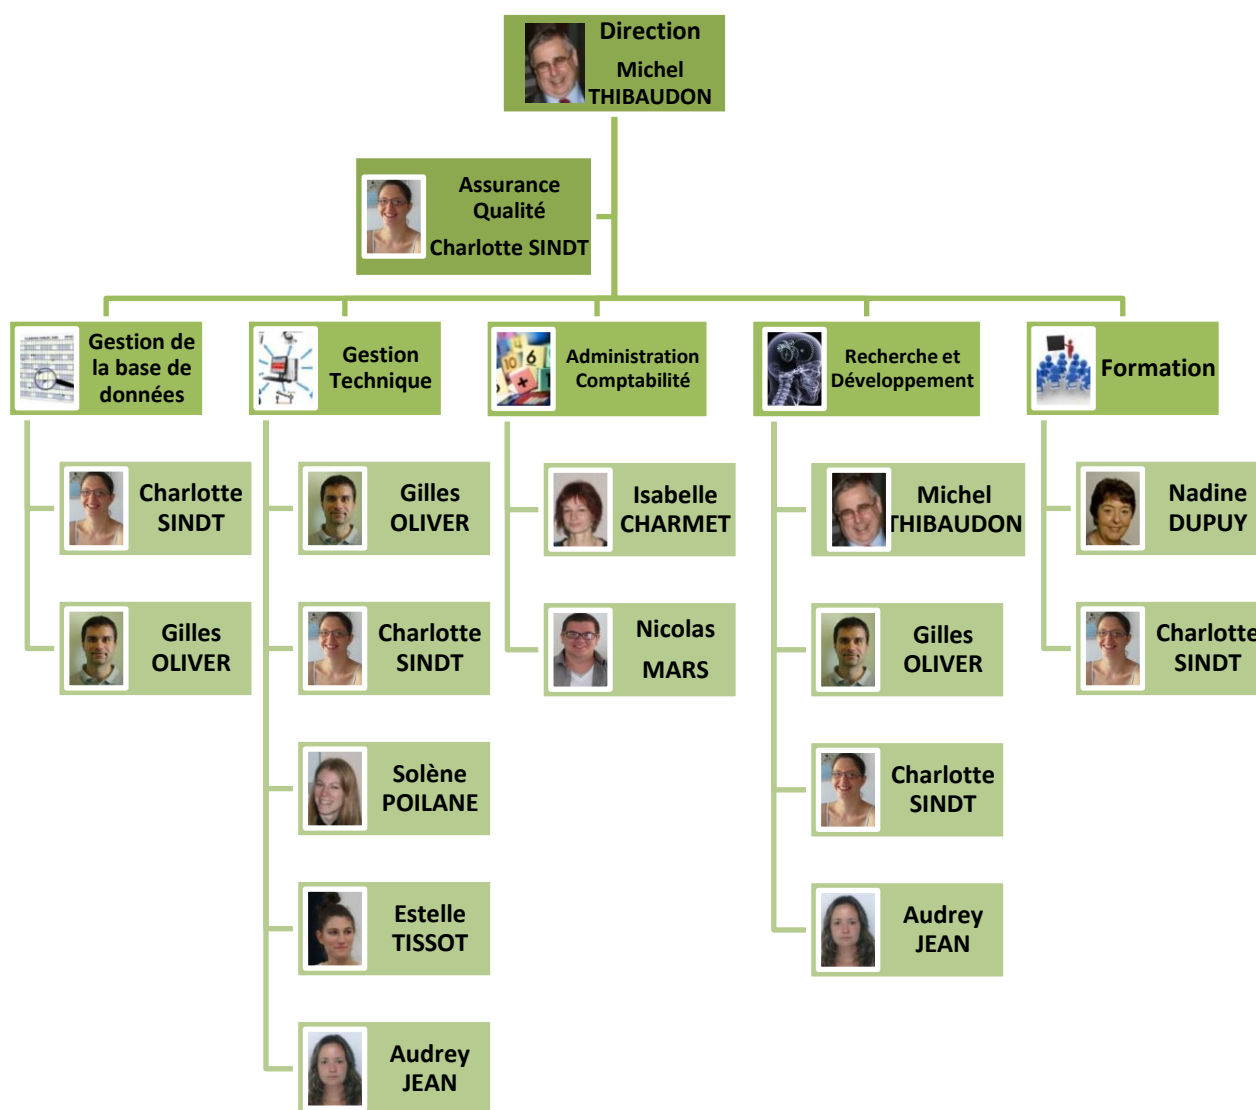 Direction
Michel
THIBAUDON
Assurance
Qualité
Charlotte SINDT
Gestion de
la base de
données
Gestion
Technique
Administration
Comptabilité
Recherche et
Développement
Formation
Charlotte
SINDT
Gilles
OLIVER
Gilles
OLIVER
Charlotte
SINDT
Solène
POILANE
Estelle
TISSOT
Audrey
JEAN
Isabelle
CHARMET
Nicolas
MARS
Michel
THIBAUDON
Gilles
OLIVER
Charlotte
SINDT
Audrey
JEAN
Nadine
DUPUY
Charlotte
SINDT